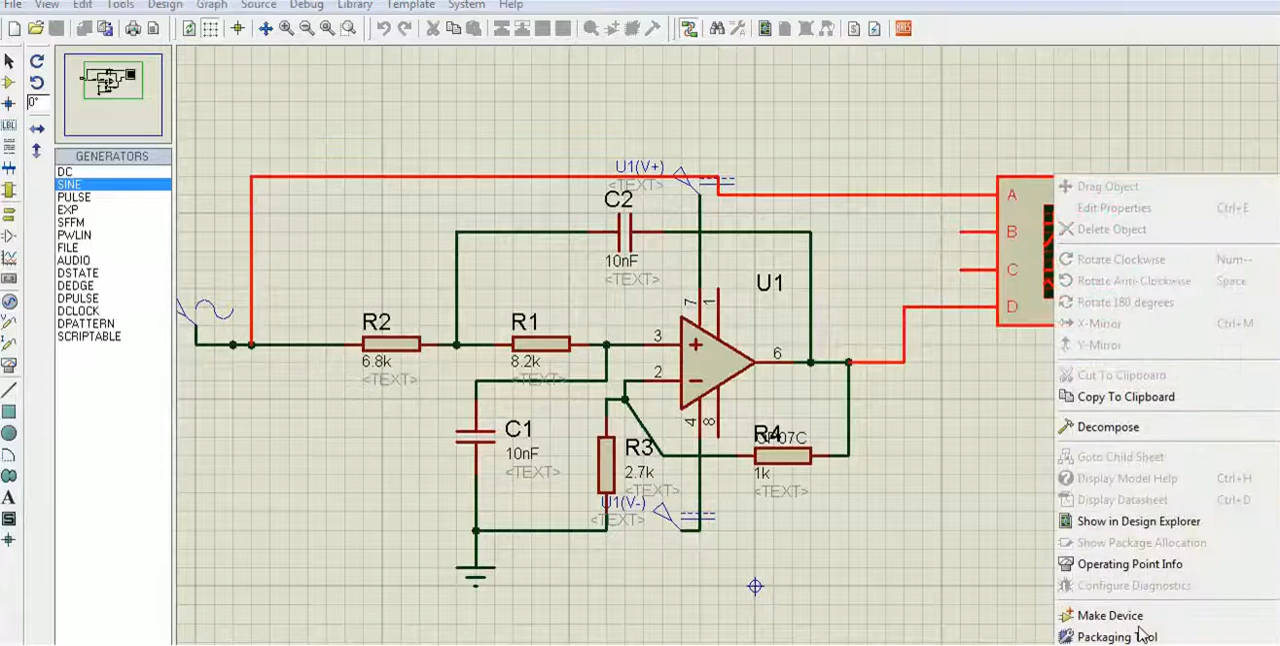 File View Edit Tools Design Graph Source Debug Library Template System Help
0°
LBL
A
S
ARES
GENERATORS
DC
SINE
PULSE
EXP
SFFM
PWLIN
FILE
AUDIO
DSTATE
DEDGE
DPULSE
DCLOCK
DPATTERN
SCRIPTABLE
U1(V+)
<TEXT>
C2
10nF
<TEXT>
A
B
C
D
U1
7
1
R2
6.8k
<TEXT>
R1
8.2k
<TEXT>
3
2
6
4
8
C1
10nF
<TEXT>
R3
2.7k
<TEXT>
R4
OP07C
1k
<TEXT>
U1(V-)
<TEXT>
Drag Object
Edit Properties Ctrl+E
Delete Object
Rotate Clockwise Num--
Rotate Anti-Clockwise Space
Rotate 180 degrees
X-Mirror Ctrl+M
Y-Mirror
Cut To Clipboard
Copy To Clipboard
Decompose
Goto Child Sheet
Display Model Help Ctrl+H
Display Datasheet Ctrl+D
Show in Design Explorer
Show Package Allocation
Operating Point Info
Configure Diagnostics
Make Device
Packaging Tool